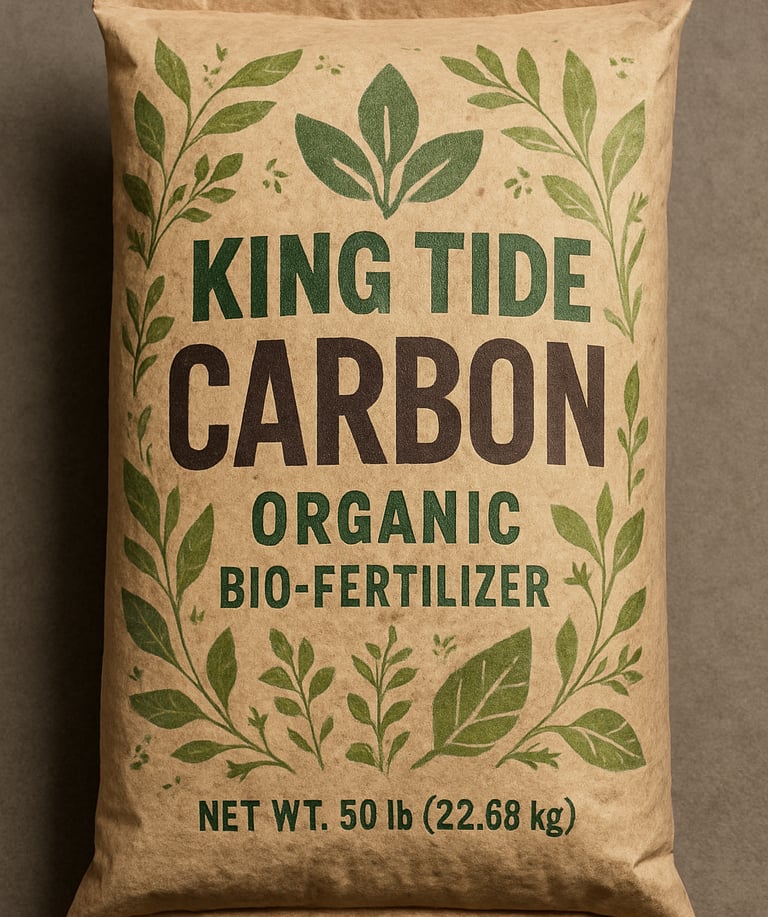 KING TIDE
CARBON
ORGANIC
BIO-FERTILIZER
NET WT. 50 lb (22.68 kg)